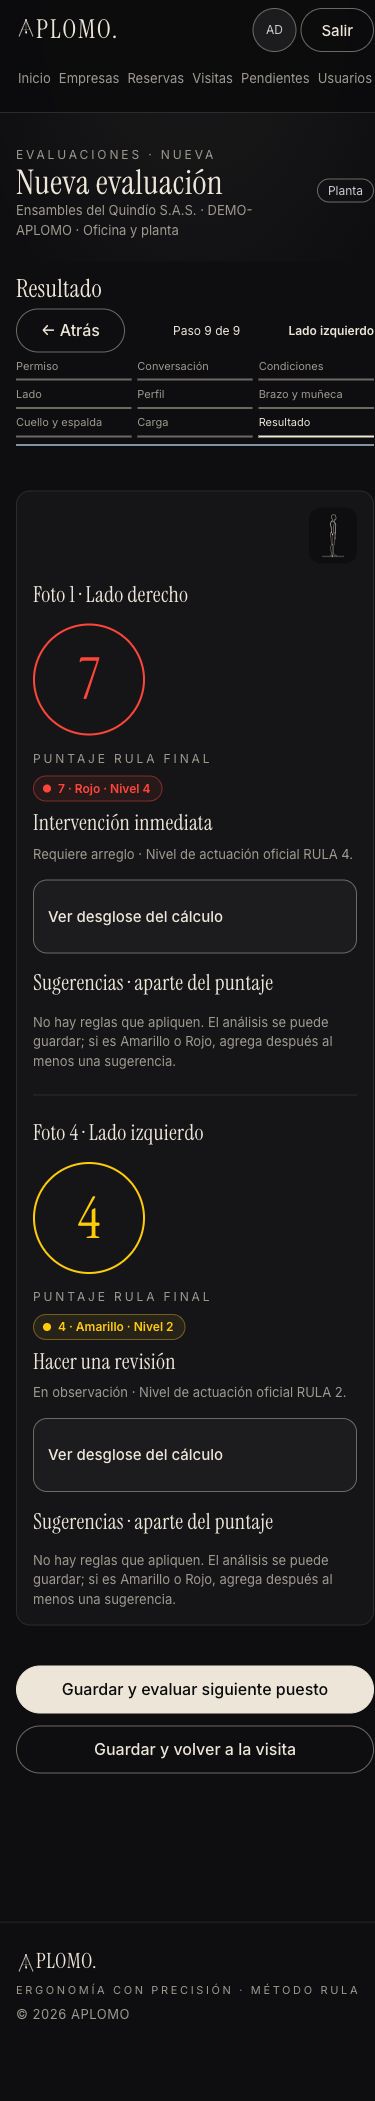 APLOMO.
AD
Salir
Inicio Empresas Reservas Visitas Pendientes Usuarios
EVALUACIONES · NUEVA
Nueva evaluación
Ensambles del Quindío S.A.S. · DEMO-
APLOMO · Oficina y planta
Planta
Resultado
← Atrás
Paso 9 de 9
Lado izquierdo
Permiso
Conversación
Condiciones
Lado
Perfil
Brazo y muñeca
Cuello y espalda
Carga
Resultado
Foto 1 · Lado derecho
7
PUNTAJE RULA FINAL
7 · Rojo · Nivel 4
Intervención inmediata
Requiere arreglo · Nivel de actuación oficial RULA 4.
Ver desglose del cálculo
Sugerencias · aparte del puntaje
No hay reglas que apliquen. El análisis se puede
guardar; si es Amarillo o Rojo, agrega después al
menos una sugerencia.
Foto 4 · Lado izquierdo
4
PUNTAJE RULA FINAL
4 · Amarillo · Nivel 2
Hacer una revisión
En observación · Nivel de actuación oficial RULA 2.
Ver desglose del cálculo
Sugerencias · aparte del puntaje
No hay reglas que apliquen. El análisis se puede
guardar; si es Amarillo o Rojo, agrega después al
menos una sugerencia.
Guardar y evaluar siguiente puesto
Guardar y volver a la visita
APLOMO.
ERGONOMÍA CON PRECISIÓN · MÉTODO RULA
© 2026 APLOMO